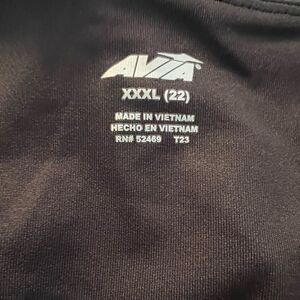 AVIA
XXXL (22)
MADE IN VIETNAM
HECHO EN VIETNAM
RN# 52469 T23